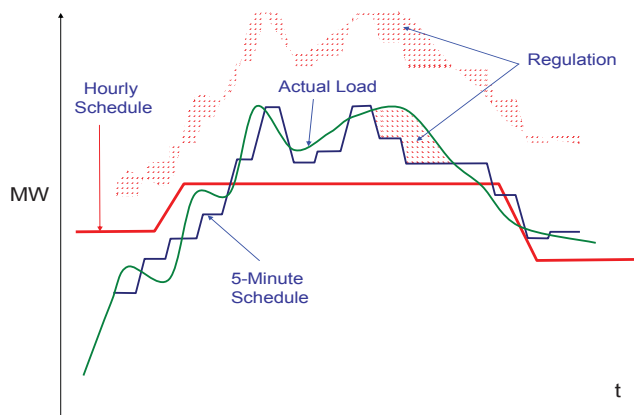 Regulation
Hourly
Schedule
Actual Load
MW
5-Minute
Schedule
t